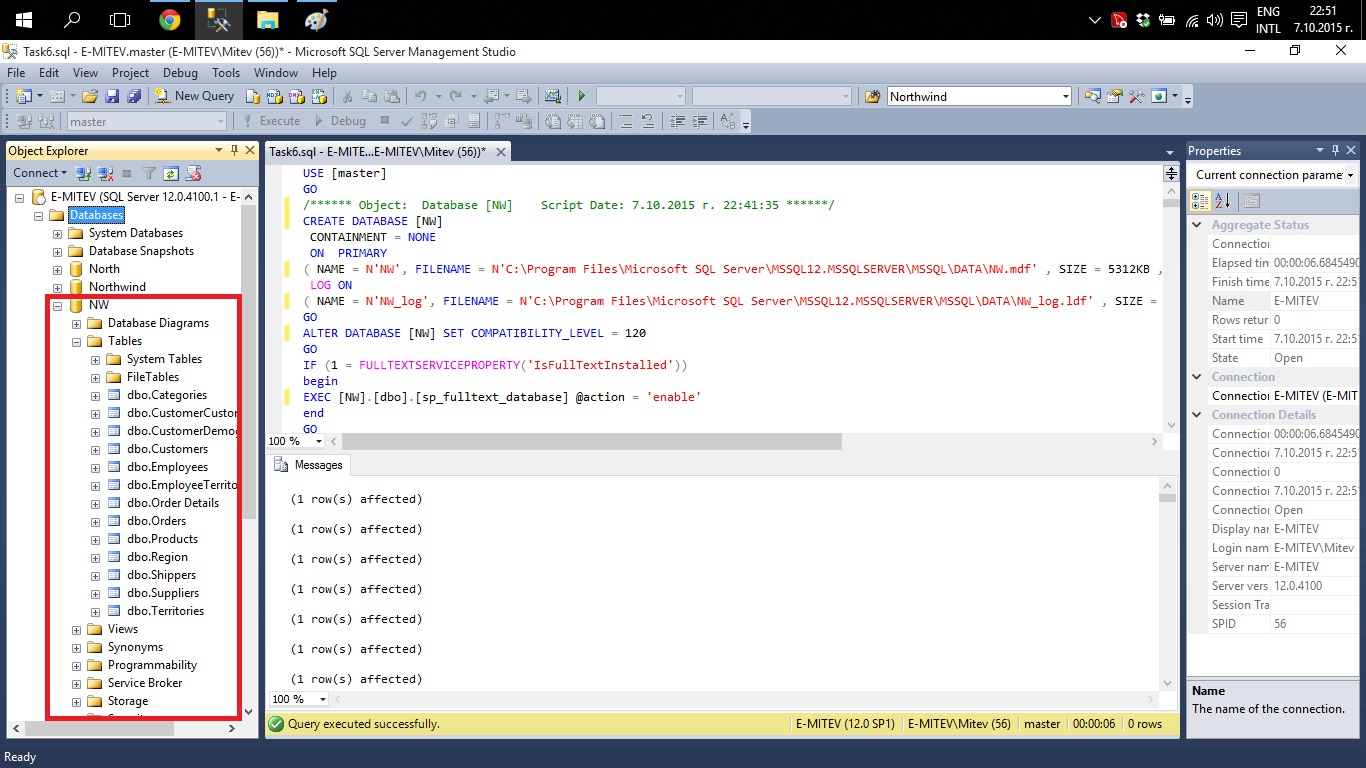 ENG
INTL
22:51
7.10.2015 г.
Task6.sql - E-MITEV.master (E-MITEV\Mitev (56))* - Microsoft SQL Server Management Studio
File Edit View Project Debug Tools Window Help
New Query
Northwind
master
Execute
Debug
Object Explorer
Connect
E-MITEV (SQL Server 12.0.4100.1 - E-
Databases
System Databases
Database Snapshots
North
Northwind
NW
Database Diagrams
Tables
System Tables
FileTables
dbo.Categories
dbo.CustomerCustor
dbo.CustomerDemog
dbo.Customers
dbo.Employees
dbo.EmployeeTerrito
dbo.Order Details
dbo.Orders
dbo.Products
dbo.Region
dbo.Shippers
dbo.Suppliers
dbo.Territories
Views
Synonyms
Programmability
Service Broker
Storage
Task6.sql - E-MITE...E-MITEV\Mitev (56))*
USE [master]
GO
/****** Object:  Database [NW]    Script Date: 7.10.2015 г. 22:41:35 ******/
CREATE DATABASE [NW]
CONTAINMENT = NONE
ON  PRIMARY
( NAME = N'NW', FILENAME = N'C:\Program Files\Microsoft SQL Server\MSSQL12.MSSQLSERVER\MSSQL\DATA\NW.mdf' , SIZE = 5312KB ,
LOG ON
( NAME = N'NW_log', FILENAME = N'C:\Program Files\Microsoft SQL Server\MSSQL12.MSSQLSERVER\MSSQL\DATA\NW_log.ldf' , SIZE =
GO
ALTER DATABASE [NW] SET COMPATIBILITY_LEVEL = 120
GO
IF (1 = FULLTEXTSERVICEPROPERTY('IsFullTextInstalled'))
begin
EXEC [NW].[dbo].[sp_fulltext_database] @action = 'enable'
end
GO
100 %
Messages
(1 row(s) affected)
(1 row(s) affected)
(1 row(s) affected)
(1 row(s) affected)
(1 row(s) affected)
(1 row(s) affected)
(1 row(s) affected)
100 %
Query executed successfully.
E-MITEV (12.0 SP1)
E-MITEV\Mitev (56)
master
00:00:06
0 rows
Properties
Current connection parame
Aggregate Status
Connection
Elapsed tim 00:00:06.6845490
Finish time 7.10.2015 г. 22:51
Name E-MITEV
Rows retur 0
Start time 7.10.2015 г. 22:51
State Open
Connection
Connection E-MITEV (E-MIT
Connection Details
Connection 00:00:06.6845490
Connection 7.10.2015 г. 22:51
Connection 0
Connection 7.10.2015 г. 22:51
Connection Open
Display nar E-MITEV
Login nam E-MITEV\Mitev
Server nam E-MITEV
Server vers 12.0.4100
Session Tra
SPID 56
Name
The name of the connection.
Ready